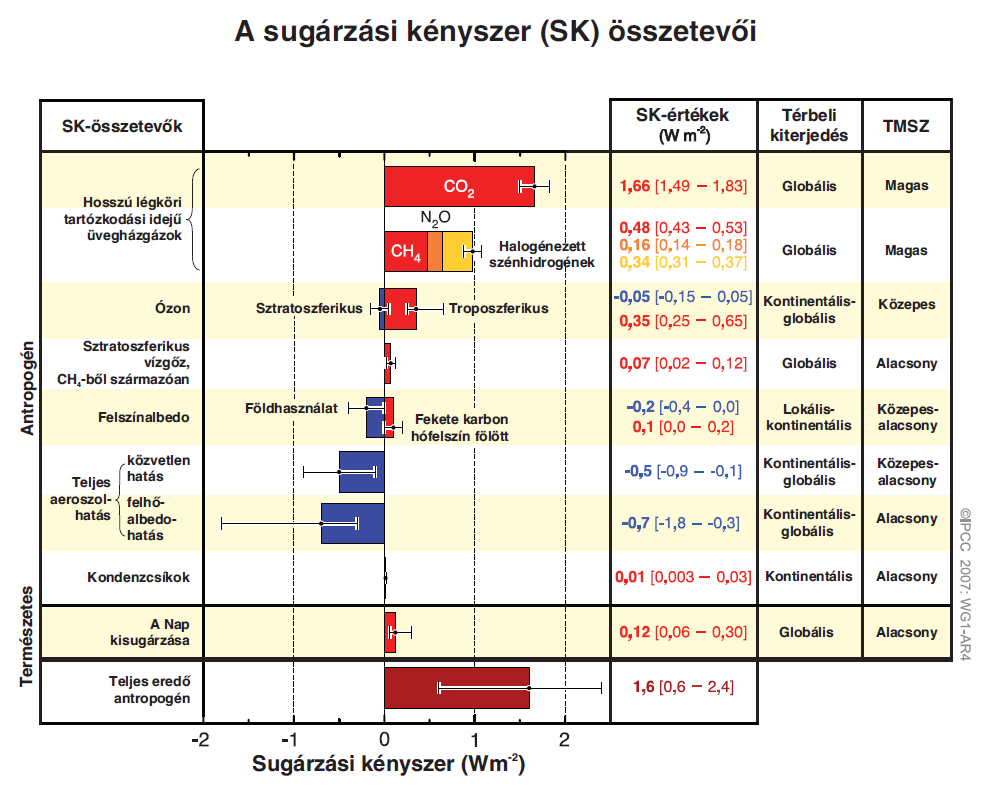 A sugárzási kényszer (SK) összetevői
SK-összetevők
SK-értékek
(W m⁻²)
Térbeli
kiterjedés
TMSZ
Antropogén
Hosszú légköri
tartózkodási idejű
üvegházgázok
CO₂
1,66 [1,49 – 1,83]
Globális
Magas
N₂O
CH₄
Halogénezett
szénhidrogének
0,48 [0,43 – 0,53]
0,16 [0,14 – 0,18]
0,34 [0,31 – 0,37]
Globális
Magas
Ózon
Sztratoszferikus
Troposzferikus
-0,05 [-0,15 – 0,05]
0,35 [0,25 – 0,65]
Kontinentális-
globális
Közepes
Sztratoszferikus
vízgőz,
CH₄-ből származóan
0,07 [0,02 – 0,12]
Globális
Alacsony
Felszínalbedo
Földhasználat
Fekete karbon
hófelszín fölött
-0,2 [-0,4 – 0,0]
0,1 [0,0 – 0,2]
Lokális-
kontinentális
Közepes-
alacsony
Teljes
aeroszol-
hatás
közvetlen
hatás
-0,5 [-0,9 – -0,1]
Kontinentális-
globális
Közepes-
alacsony
felhő-
albedo-
hatás
-0,7 [-1,8 – -0,3]
Kontinentális-
globális
Alacsony
Kondenzcsíkok
0,01 [0,003 – 0,03]
Kontinentális
Alacsony
Természetes
A Nap
kisugárzása
0,12 [0,06 – 0,30]
Globális
Alacsony
Teljes eredő
antropogén
1,6 [0,6 – 2,4]
-2 -1 0 1 2
Sugárzási kényszer (Wm⁻²)
©IPCC 2007: WG1-AR4